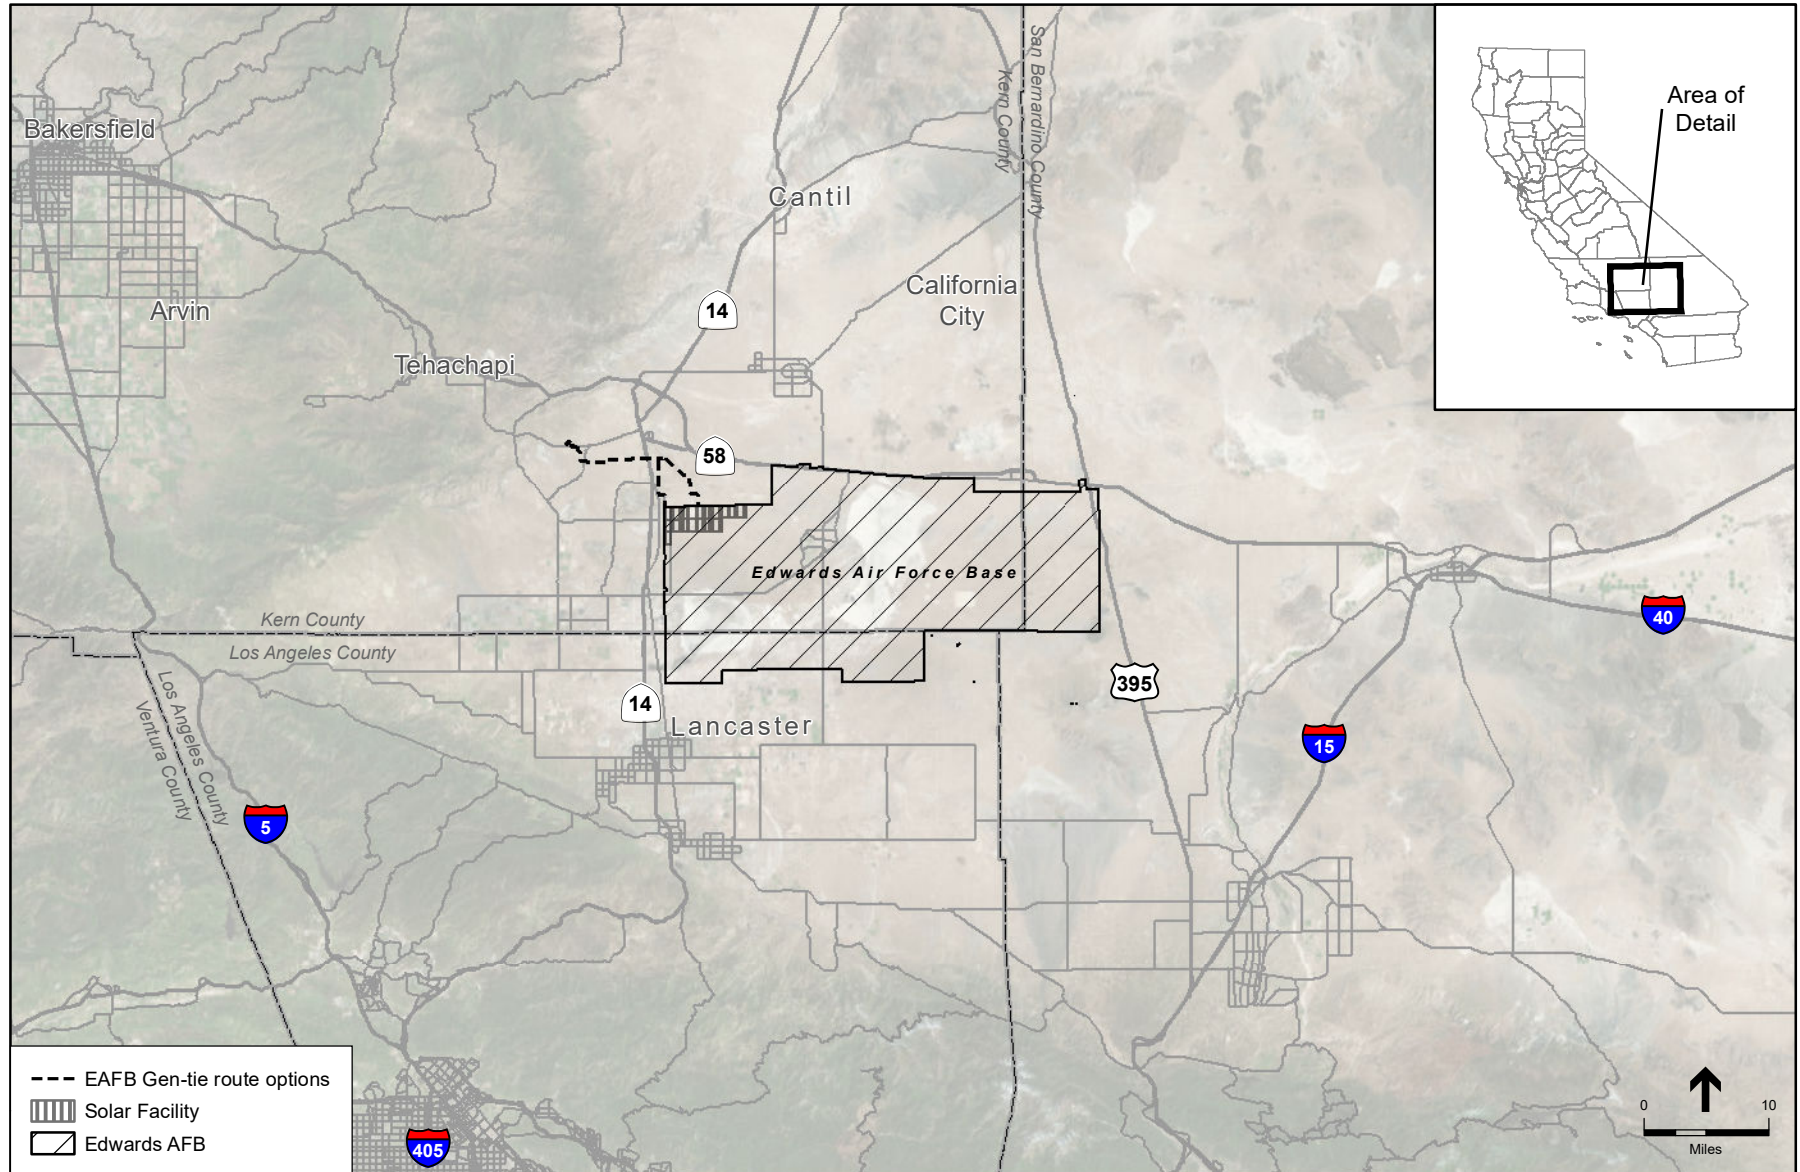 Bakersfield
Arvin
Tehachapi
Cantil
California
City
14
58
Kern County
San Bernardino County
Area of
Detail
Edwards Air Force Base
Kern County
Los Angeles County
Los Angeles County
Ventura County
14
Lancaster
395
40
15
5
405
EAFB Gen-tie route options
Solar Facility
Edwards AFB
0
10
Miles